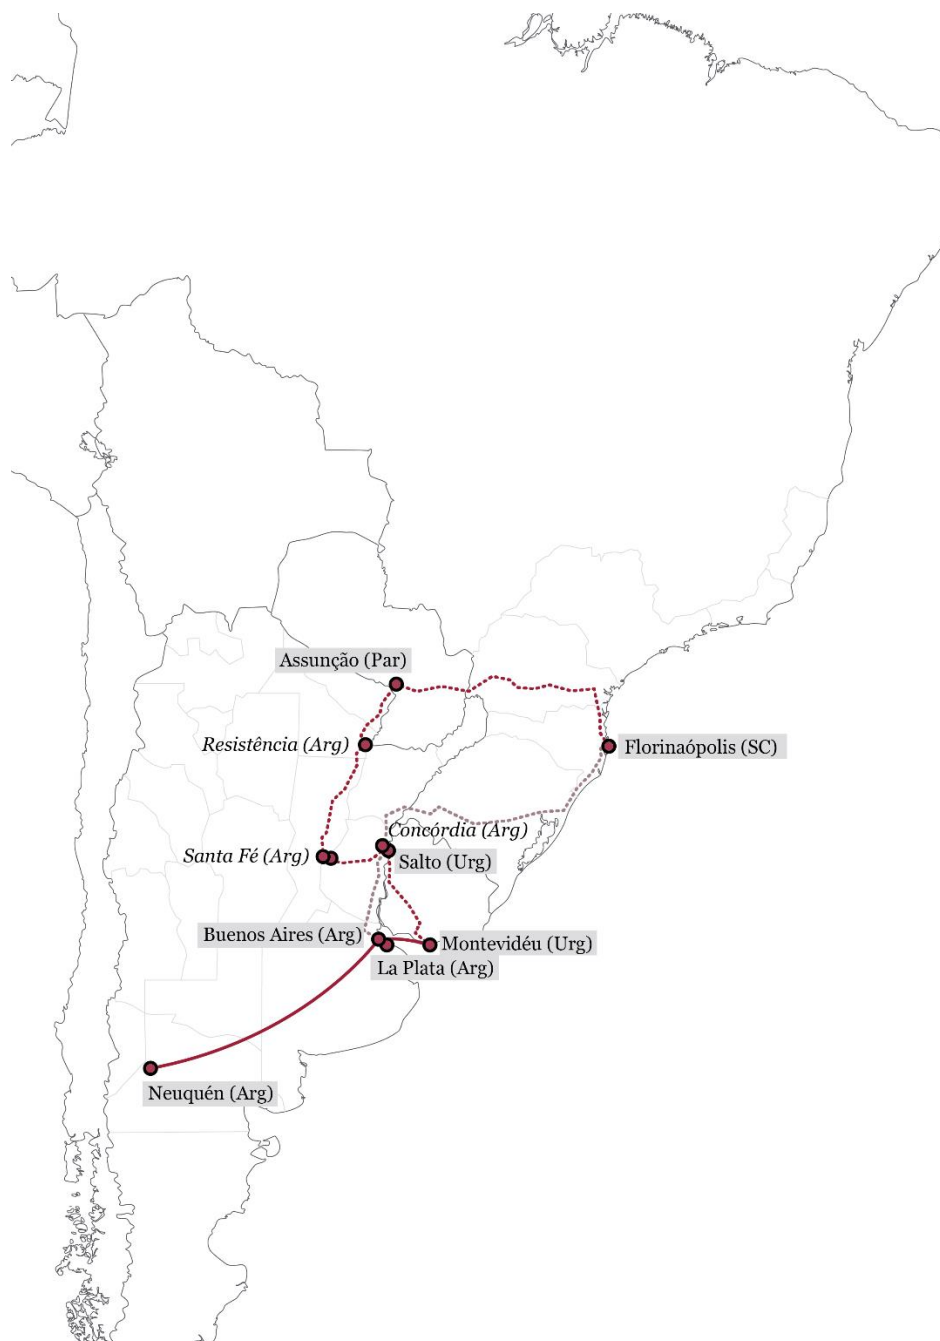 Assunção (Par)
Resistência (Arg)
Florinaópolis (SC)
Concórdia (Arg)
Santa Fé (Arg)
Salto (Urg)
Buenos Aires (Arg)
Montevidéu (Urg)
La Plata (Arg)
Neuquén (Arg)